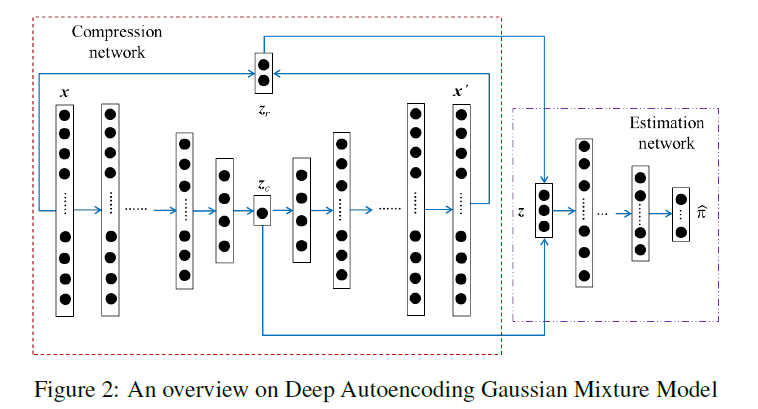 Compression
network
x
z_r
x'
z_c
Estimation
network
z
π̂
Figure 2: An overview on Deep Autoencoding Gaussian Mixture Model